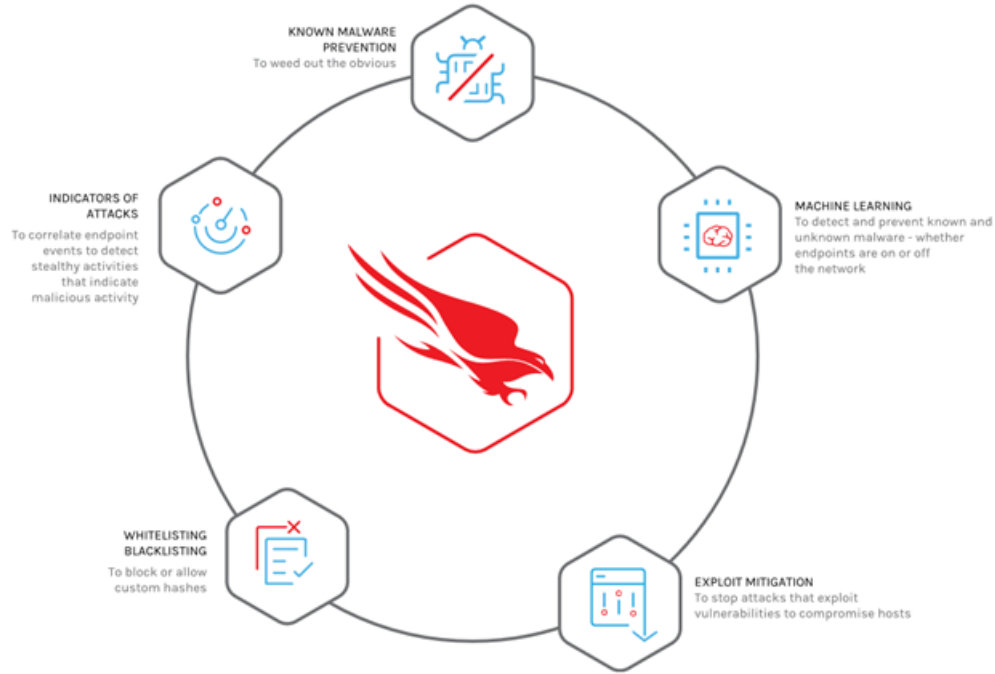 KNOWN MALWARE
PREVENTION
To weed out the obvious
INDICATORS OF
ATTACKS
To correlate endpoint
events to detect
stealthy activities
that indicate
malicious activity
MACHINE LEARNING
To detect and prevent known and
unknown malware - whether
endpoints are on or off
the network
WHITELISTING
BLACKLISTING
To block or allow
custom hashes
EXPLOIT MITIGATION
To stop attacks that exploit
vulnerabilities to compromise hosts